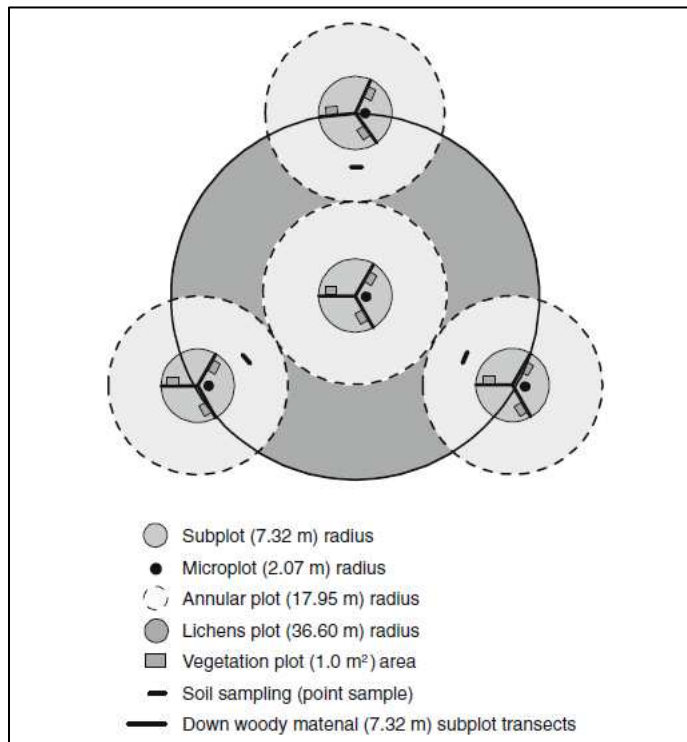 Subplot (7.32 m) radius
Microplot (2.07 m) radius
Annular plot (17.95 m) radius
Lichens plot (36.60 m) radius
Vegetation plot (1.0 m²) area
Soil sampling (point sample)
Down woody matenal (7.32 m) subplot transects